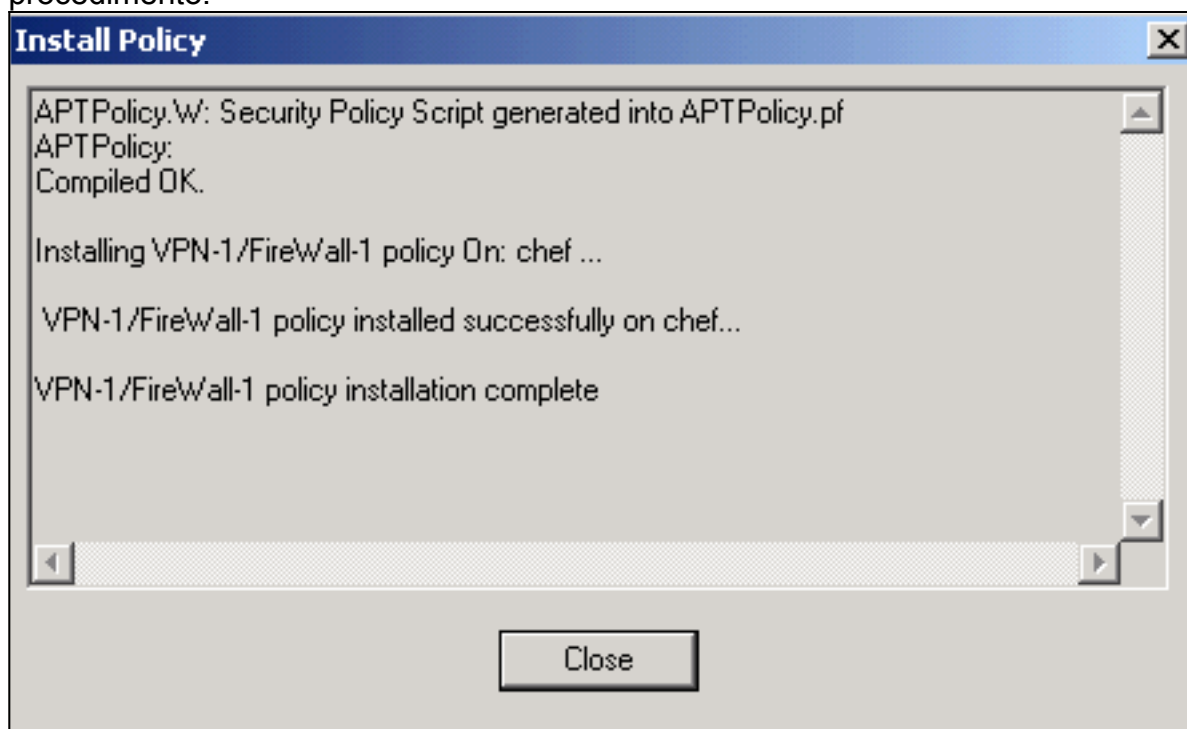 procedimento.
Install Policy
APTPolicy.W: Security Policy Script generated into APTPolicy.pf
APTPolicy:
Compiled OK.
Installing VPN-1/FireWall-1 policy On: chef ...
VPN-1/FireWall-1 policy installed successfully on chef...
VPN-1/FireWall-1 policy installation complete
Close